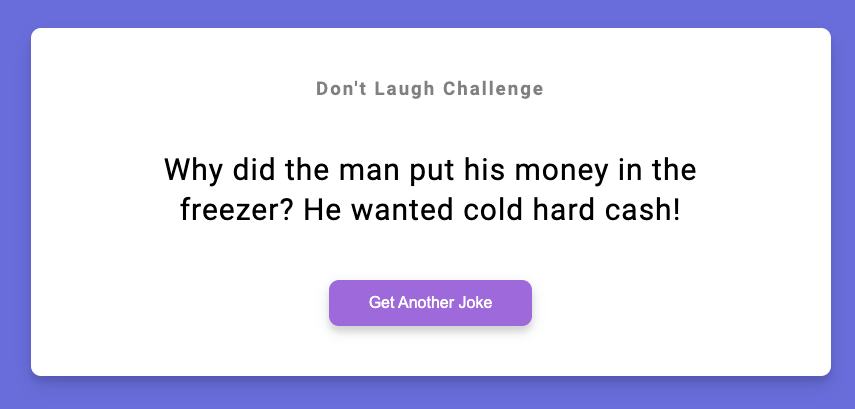 Don't Laugh Challenge
Why did the man put his money in the
freezer? He wanted cold hard cash!
Get Another Joke